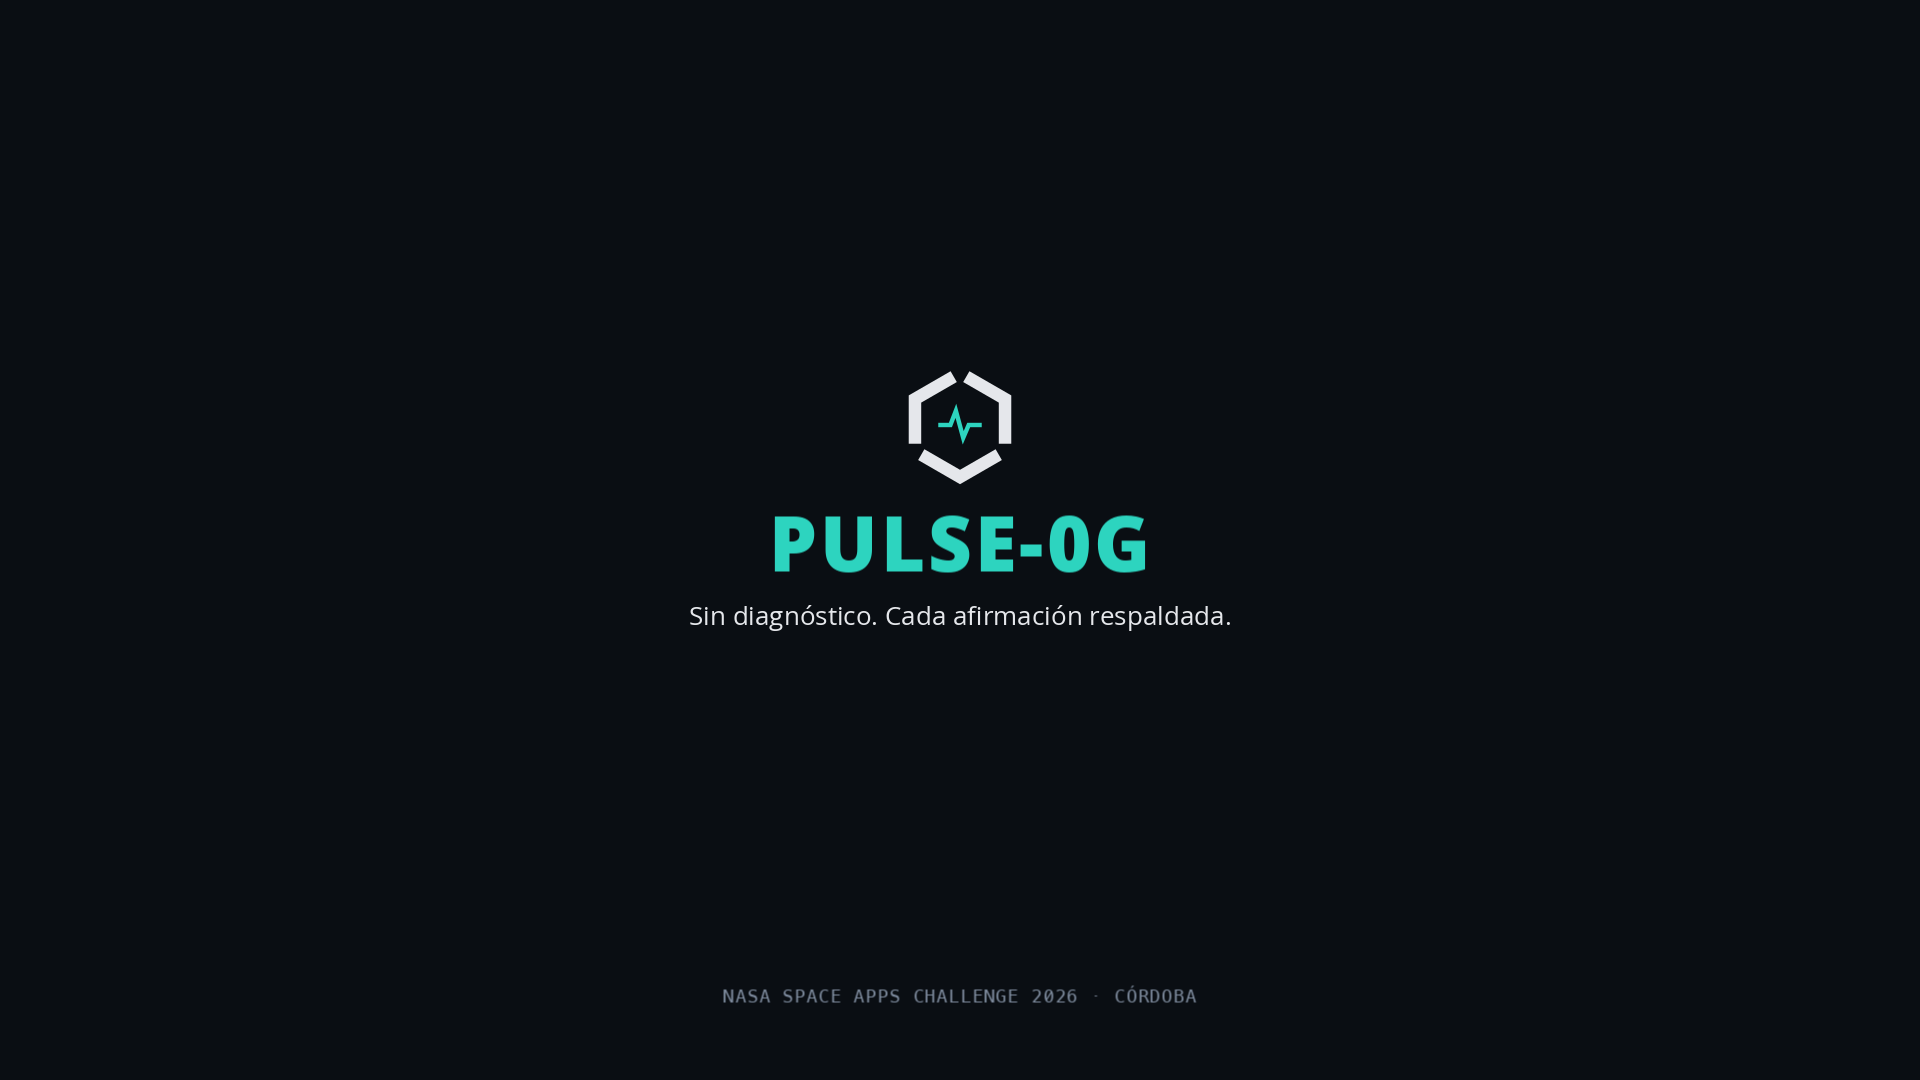 PULSE-0G
Sin diagnóstico. Cada afirmación respaldada.
NASA SPACE APPS CHALLENGE 2026 · CÓRDOBA